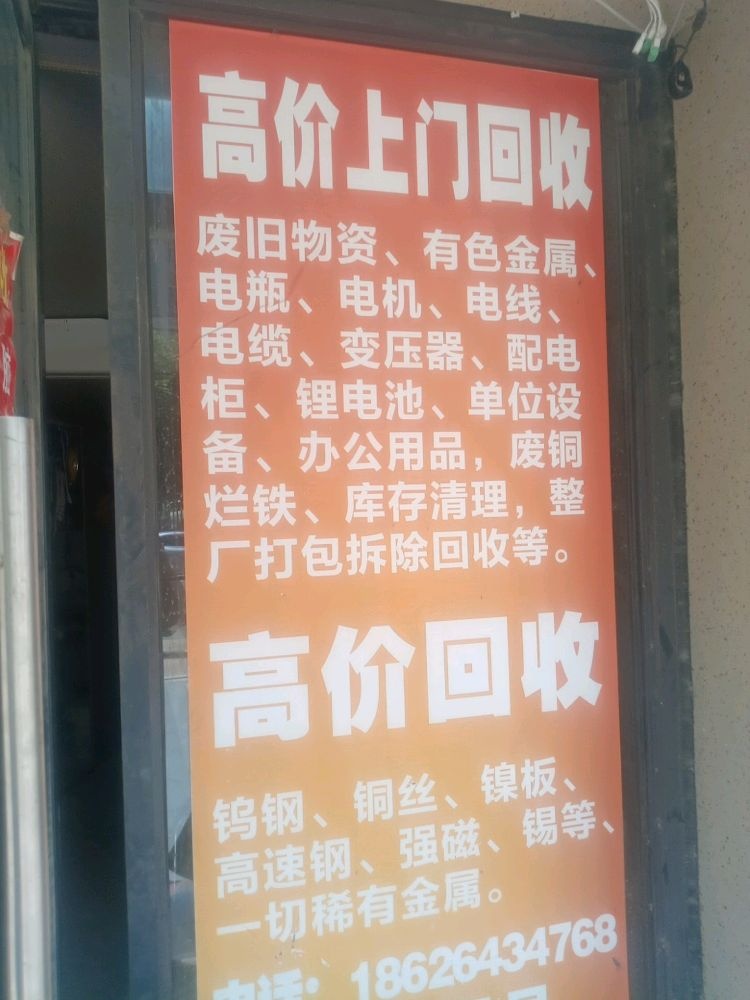 高价上门回收
废旧物资、有色金属、
电瓶、电机、电线、
电缆、变压器、配电
柜、锂电池、单位设
备、办公用品，废铜
烂铁、库存清理，整
厂打包拆除回收等。
高价回收
钨钢、铜丝、镍板、
高速钢、强磁、锡等、
一切稀有金属。
电话：18626434768